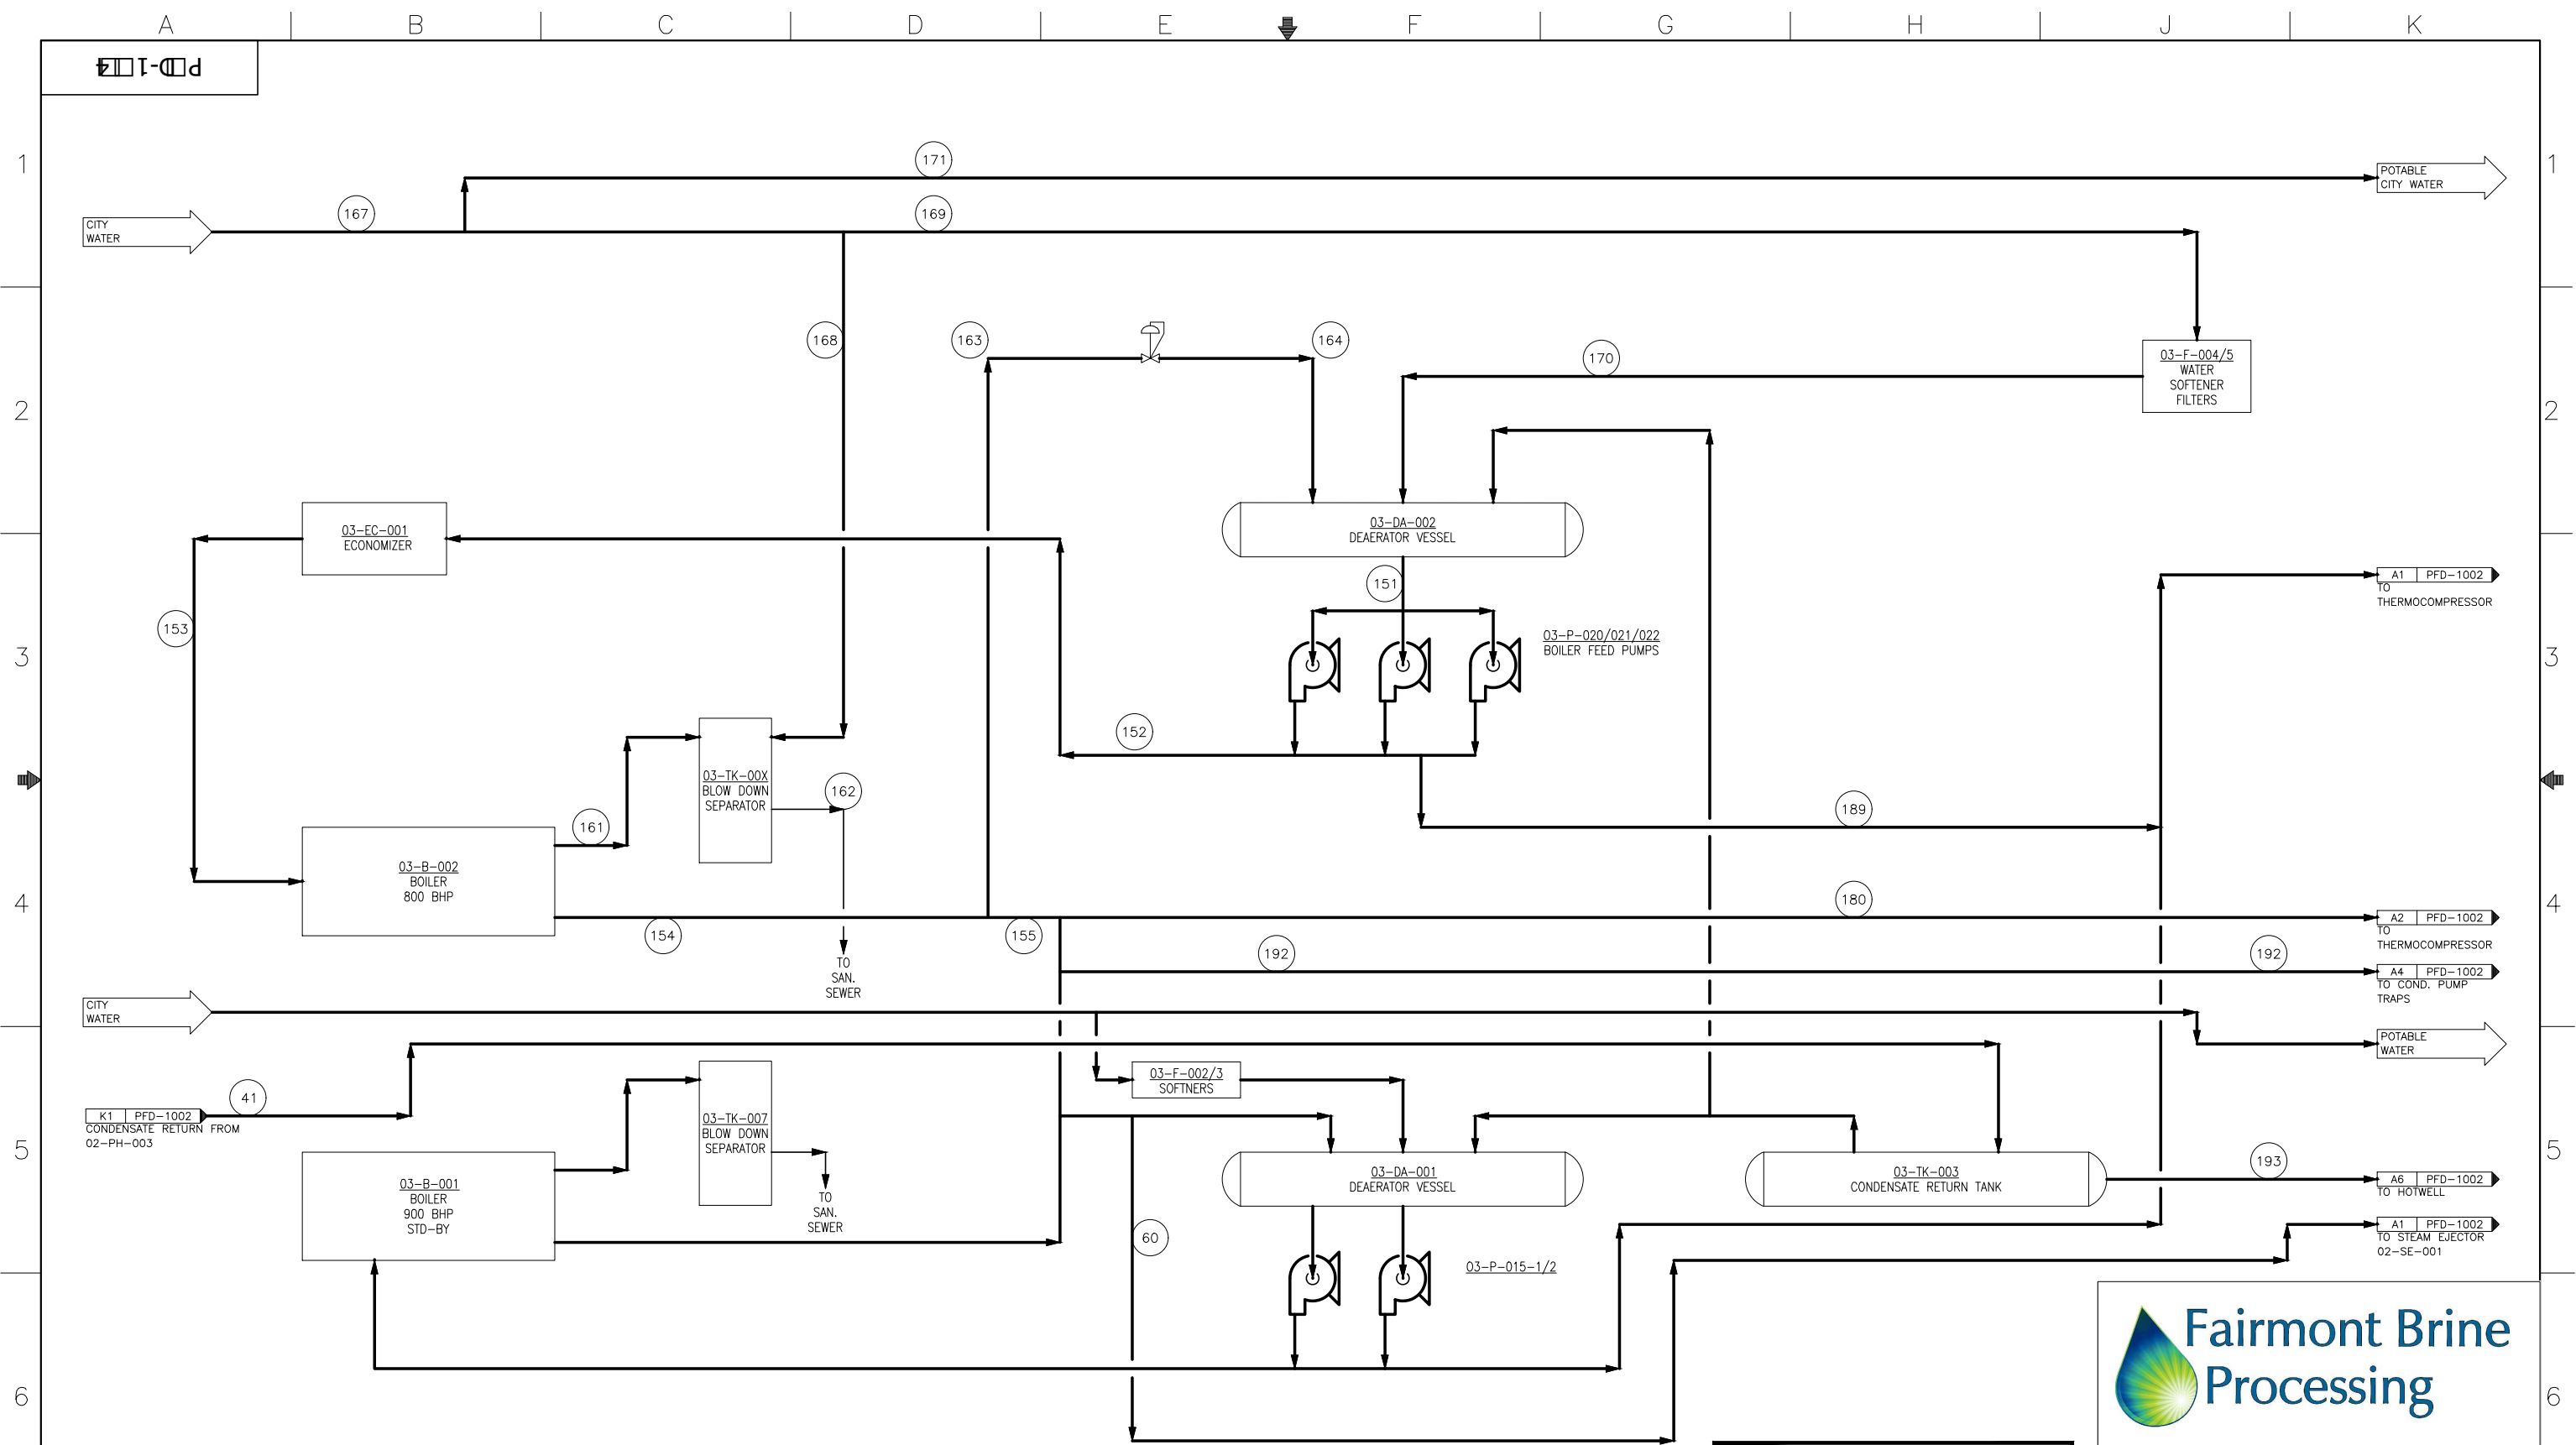 A B C D E F G H J K
1 1
171
POTABLE
CITY WATER
167
169
CITY
WATER
168
163
164
170
03-F-004/5
WATER
SOFTENER
FILTERS
2 2
03-EC-001
ECONOMIZER
03-DA-002
DEAERATOR VESSEL
151
A1 PFD-1002
TO
THERMOCOMPRESSOR
153
03-P-020/021/022
BOILER FEED PUMPS
3 3
152
03-TK-00X
BLOW DOWN
SEPARATOR
162
161
189
03-B-002
BOILER
800 BHP
4 4
180
A2 PFD-1002
TO
THERMOCOMPRESSOR
154
155
192
192
TO
SAN.
SEWER
A4 PFD-1002
TO COND. PUMP
TRAPS
CITY
WATER
POTABLE
WATER
03-F-002/3
SOFTNERS
41
K1 PFD-1002
CONDENSATE RETURN FROM
02-PH-003
03-TK-007
BLOW DOWN
SEPARATOR
5 5
03-B-001
BOILER
900 BHP
STD-BY
TO
SAN.
SEWER
03-DA-001
DEAERATOR VESSEL
03-TK-003
CONDENSATE RETURN TANK
193
A6 PFD-1002
TO HOTWELL
60
A1 PFD-1002
TO STEAM EJECTOR
02-SE-001
03-P-015-1/2
Fairmont Brine
Processing
6 6